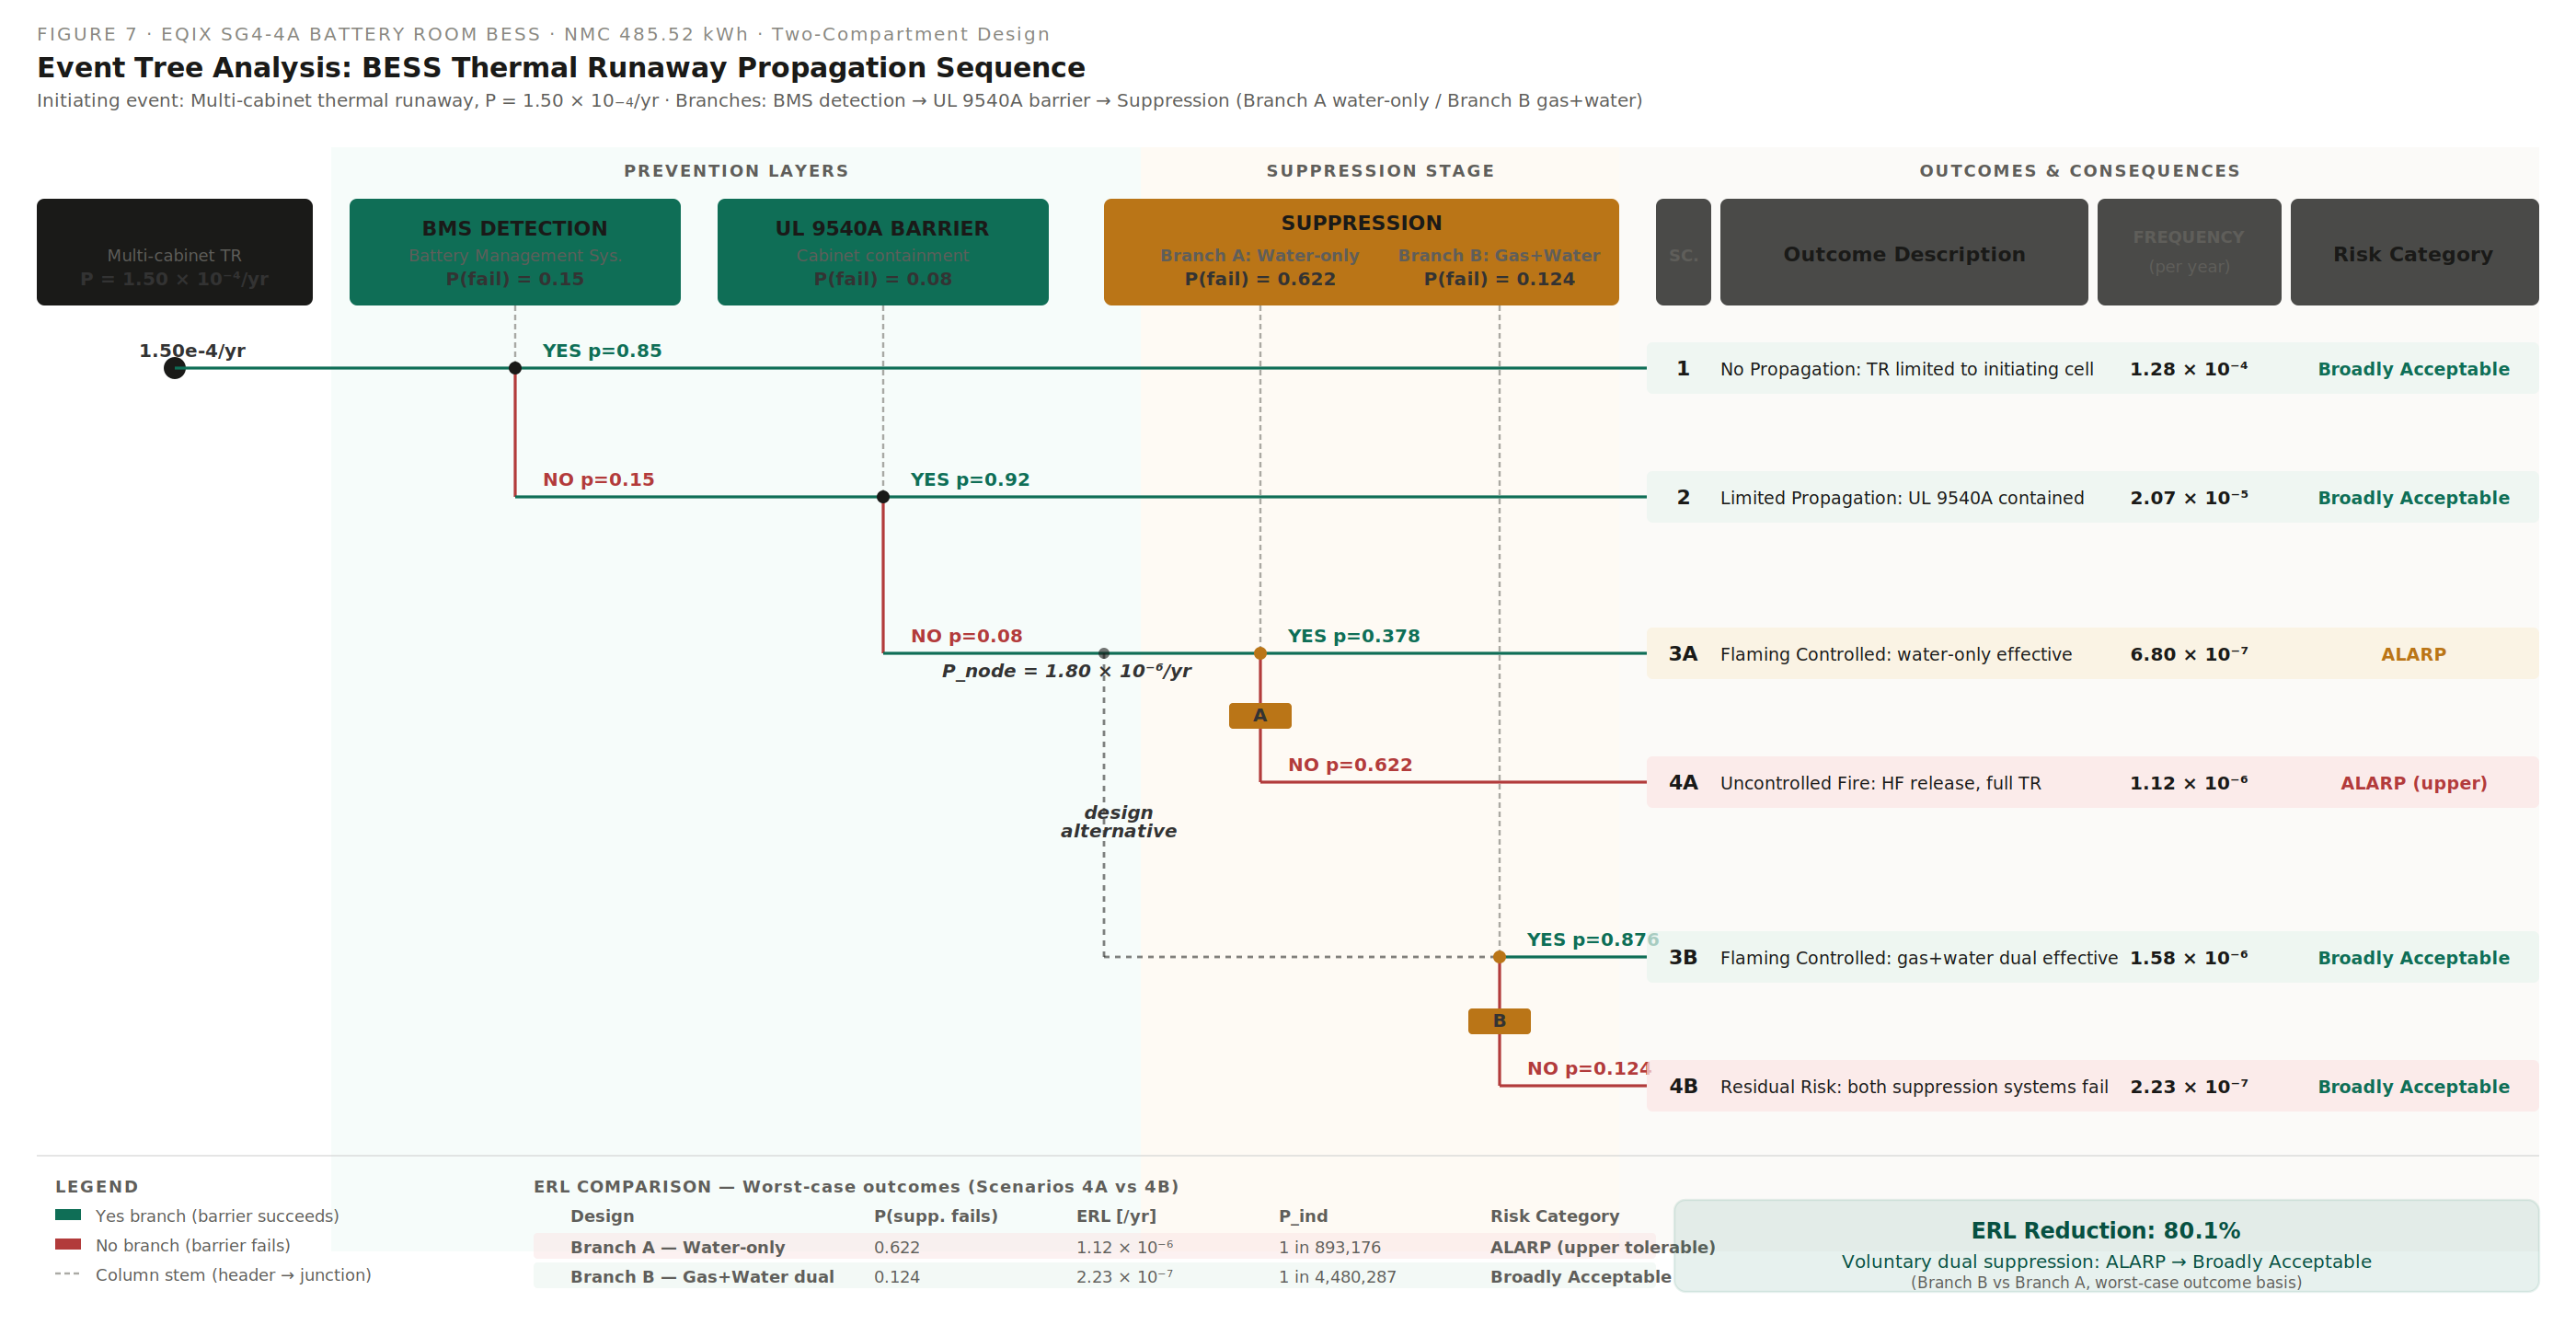 FIGURE 7 · EQIX SG4-4A BATTERY ROOM BESS · NMC 485.52 kWh · Two-Compartment Design
Event Tree Analysis: BESS Thermal Runaway Propagation Sequence
Initiating event: Multi-cabinet thermal runaway, P = 1.50 × 10₋₄/yr · Branches: BMS detection → UL 9540A barrier → Suppression (Branch A water-only / Branch B gas+water)
PREVENTION LAYERS
SUPPRESSION STAGE
OUTCOMES & CONSEQUENCES
Multi-cabinet TR
P = 1.50 × 10⁻⁴/yr
BMS DETECTION
Battery Management Sys.
P(fail) = 0.15
UL 9540A BARRIER
Cabinet containment
P(fail) = 0.08
SUPPRESSION
Branch A: Water-only
P(fail) = 0.622
Branch B: Gas+Water
P(fail) = 0.124
SC.
Outcome Description
FREQUENCY
(per year)
Risk Category
1.50e-4/yr
YES p=0.85
1 No Propagation: TR limited to initiating cell 1.28 × 10⁻⁴ Broadly Acceptable
NO p=0.15
YES p=0.92
2 Limited Propagation: UL 9540A contained 2.07 × 10⁻⁵ Broadly Acceptable
NO p=0.08
P_node = 1.80 × 10⁻⁶/yr
YES p=0.378
3A Flaming Controlled: water-only effective 6.80 × 10⁻⁷ ALARP
A
NO p=0.622
4A Uncontrolled Fire: HF release, full TR 1.12 × 10⁻⁶ ALARP (upper)
design
alternative
YES p=0.876
3B Flaming Controlled: gas+water dual effective 1.58 × 10⁻⁶ Broadly Acceptable
B
NO p=0.124
4B Residual Risk: both suppression systems fail 2.23 × 10⁻⁷ Broadly Acceptable
LEGEND
Yes branch (barrier succeeds)
No branch (barrier fails)
Column stem (header → junction)
ERL COMPARISON — Worst-case outcomes (Scenarios 4A vs 4B)
Design P(supp. fails) ERL [/yr] P_ind Risk Category
Branch A — Water-only 0.622 1.12 × 10⁻⁶ 1 in 893,176 ALARP (upper tolerable)
Branch B — Gas+Water dual 0.124 2.23 × 10⁻⁷ 1 in 4,480,287 Broadly Acceptable
ERL Reduction: 80.1%
Voluntary dual suppression: ALARP → Broadly Acceptable
(Branch B vs Branch A, worst-case outcome basis)